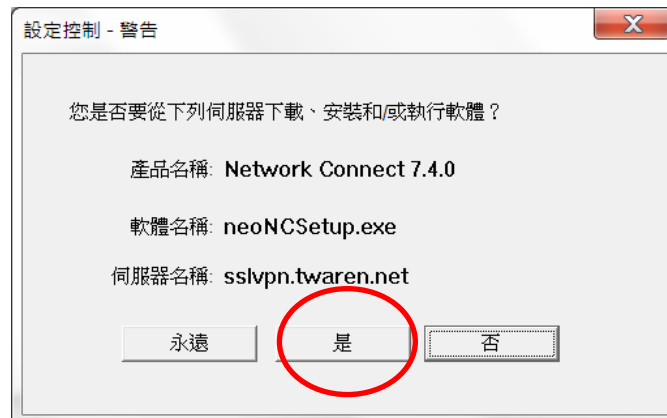 設定控制 - 警告
您是否要從下列伺服器下載、安裝和/或執行軟體？
產品名稱: Network Connect 7.4.0
軟體名稱: neoNCSetup.exe
伺服器名稱: sslvpn.twaren.net
永遠 是 否